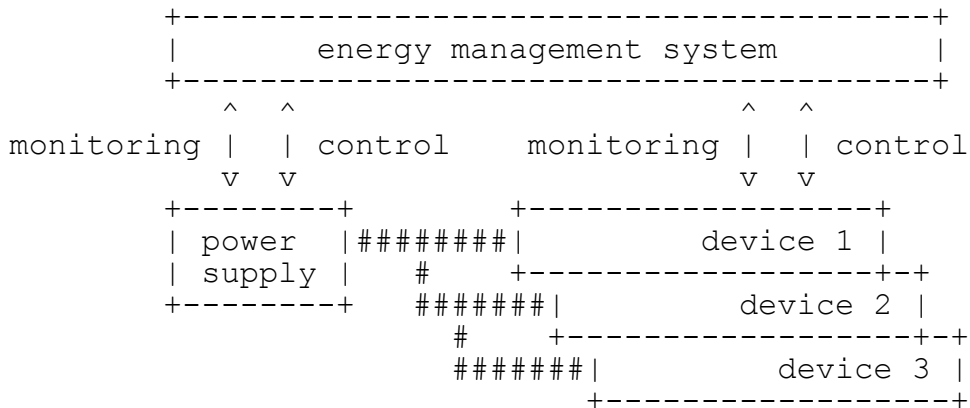 energy management system
monitoring | | control monitoring | | control
power device 1
supply
device 2
device 3